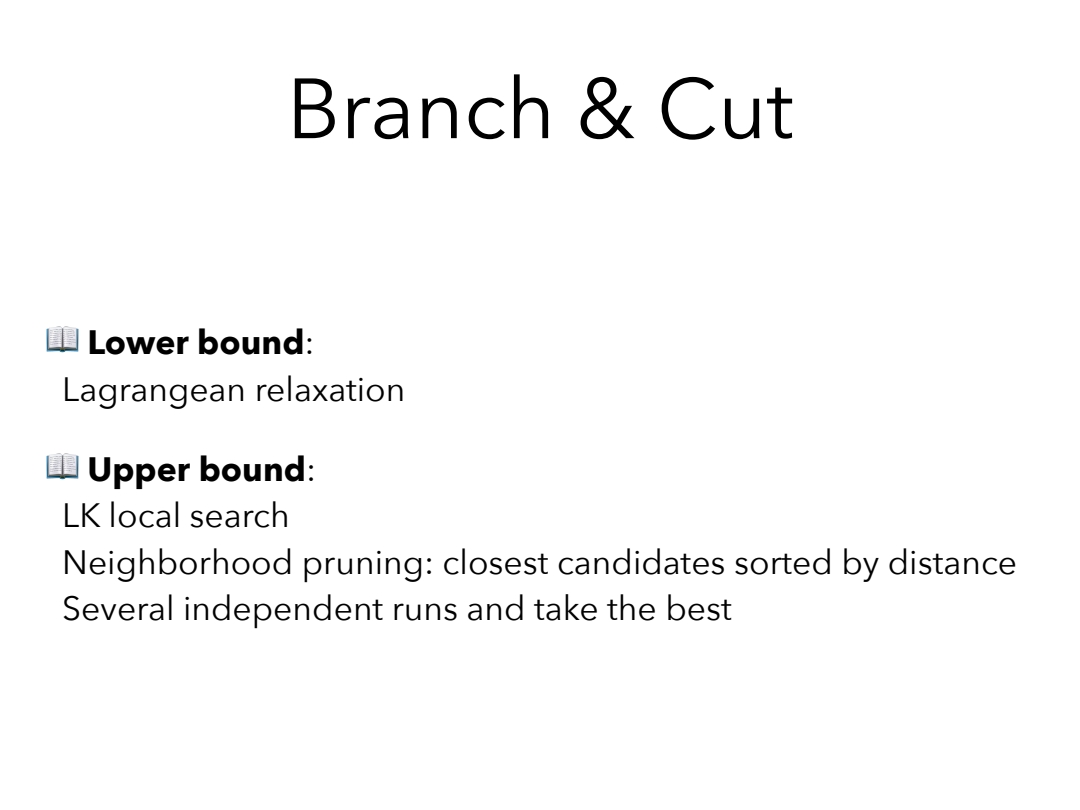 Branch & Cut
📖 Lower bound:
Lagrangean relaxation
📖 Upper bound:
LK local search
Neighborhood pruning: closest candidates sorted by distance
Several independent runs and take the best